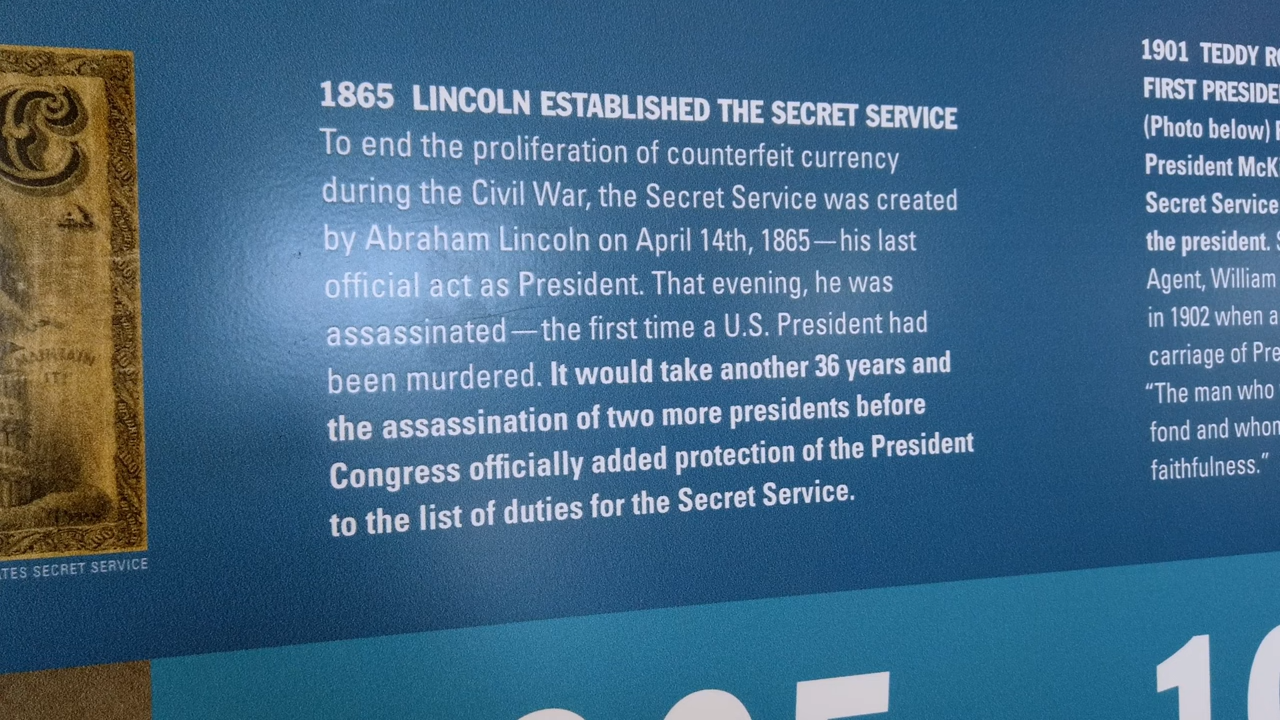 1865 LINCOLN ESTABLISHED THE SECRET SERVICE
To end the proliferation of counterfeit currency
during the Civil War, the Secret Service was created
by Abraham Lincoln on April 14th, 1865—his last
official act as President. That evening, he was
assassinated—the first time a U.S. President had
been murdered. It would take another 36 years and
the assassination of two more presidents before
Congress officially added protection of the President
to the list of duties for the Secret Service.
SECRET SERVICE
1901 TEDDY
FIRST
(Photo below)
President
Secret Service
the president.
Agent, William
in 1902 when a
carriage of
“The man who
fond and
faithfulness.”